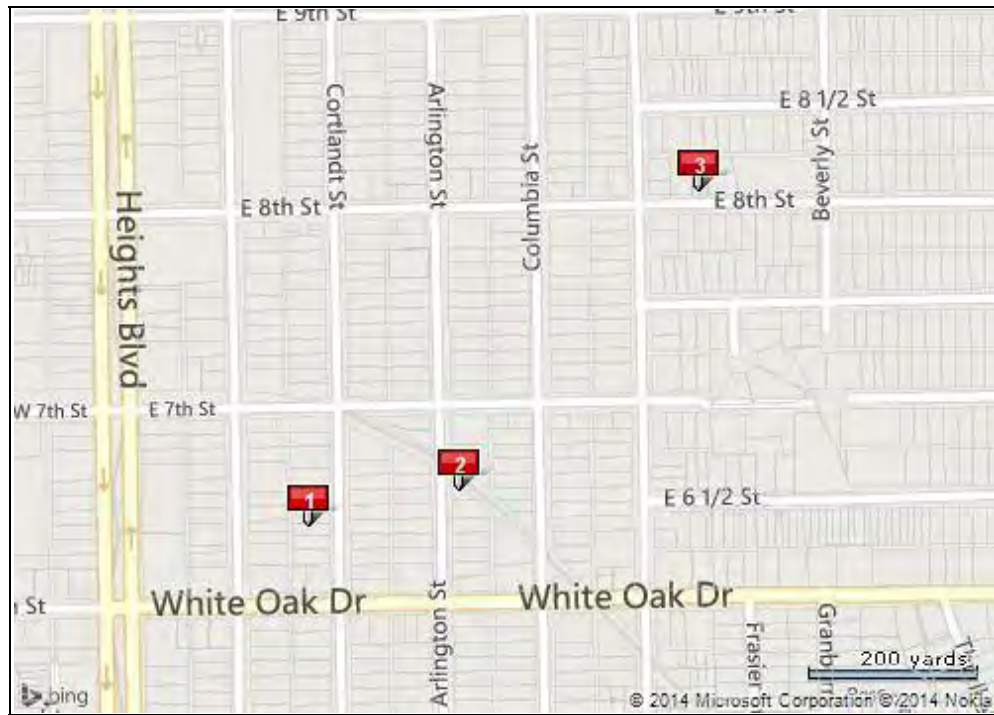 E 9th St
E 9th St
E 8 1/2 St
Cortlandt St
Arlington St
Columbia St
Beverly St
3
Heights Blvd
E 8th St
E 8th St
W 7th St
E 7th St
2
1
E 6 1/2 St
St
White Oak Dr
White Oak Dr
Arlington St
Frasier
200 yards
bing
© 2014 Microsoft Corporation © 2014 Nokia